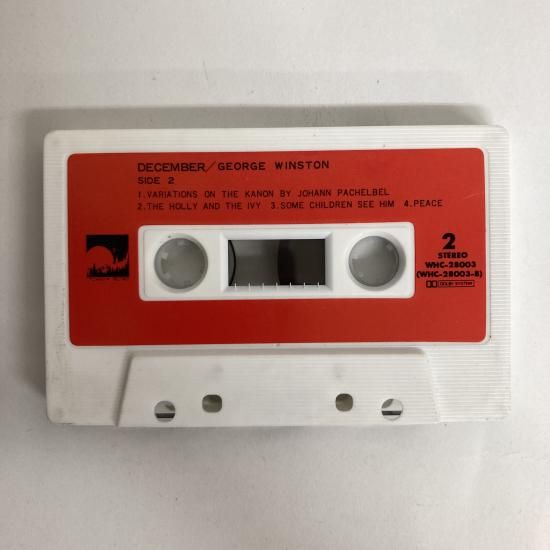 DECEMBER/GEORGE WINSTON
SIDE 2
1.VARIATIONS ON THE KANON BY JOHANN PACHELBEL
2.THE HOLLY AND THE IVY 3.SOME CHILDREN SEE HIM 4.PEACE
2
STEREO
WHC-28003
(WHC-28003-B)
DOLBY SYSTEM